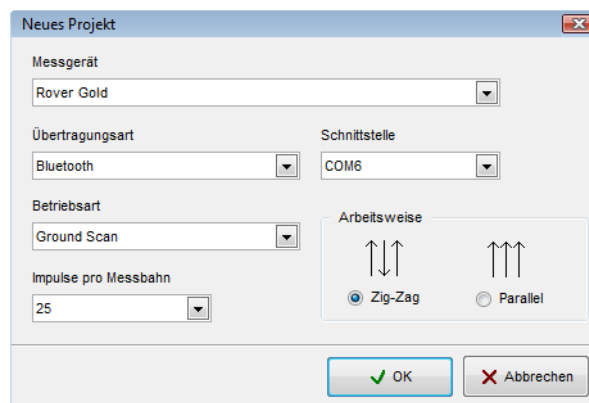 Neues Projekt
Messgerät
Rover Gold
Übertragungsart
Schnittstelle
Bluetooth
COM6
Betriebsart
Ground Scan
Arbeitsweise
Impulse pro Messbahn
25
Zig-Zag
Parallel
OK
Abbrechen